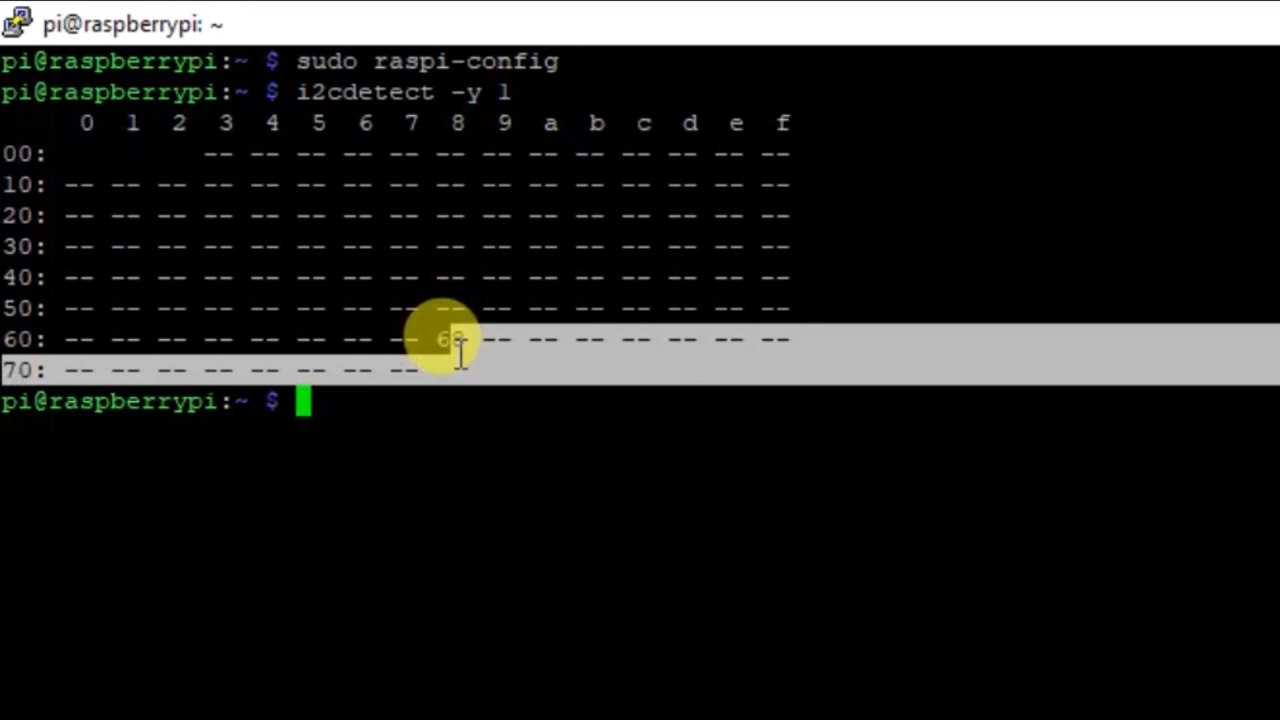 pi@raspberrypi: ~
pi@raspberrypi:~ $ sudo raspi-config
pi@raspberrypi:~ $ i2cdetect -y 1
     0  1  2  3  4  5  6  7  8  9  a  b  c  d  e  f
00:          -- -- -- -- -- -- -- -- -- -- -- -- --
10: -- -- -- -- -- -- -- -- -- -- -- -- -- -- -- --
20: -- -- -- -- -- -- -- -- -- -- -- -- -- -- -- --
30: -- -- -- -- -- -- -- -- -- -- -- -- -- -- -- --
40: -- -- -- -- -- -- -- -- -- -- -- -- -- -- -- --
50: -- -- -- -- -- -- -- -- -- -- -- -- -- -- -- --
60: -- -- -- -- -- -- -- -- 68 -- -- -- -- -- -- --
70: -- -- -- -- -- -- -- --
pi@raspberrypi:~ $